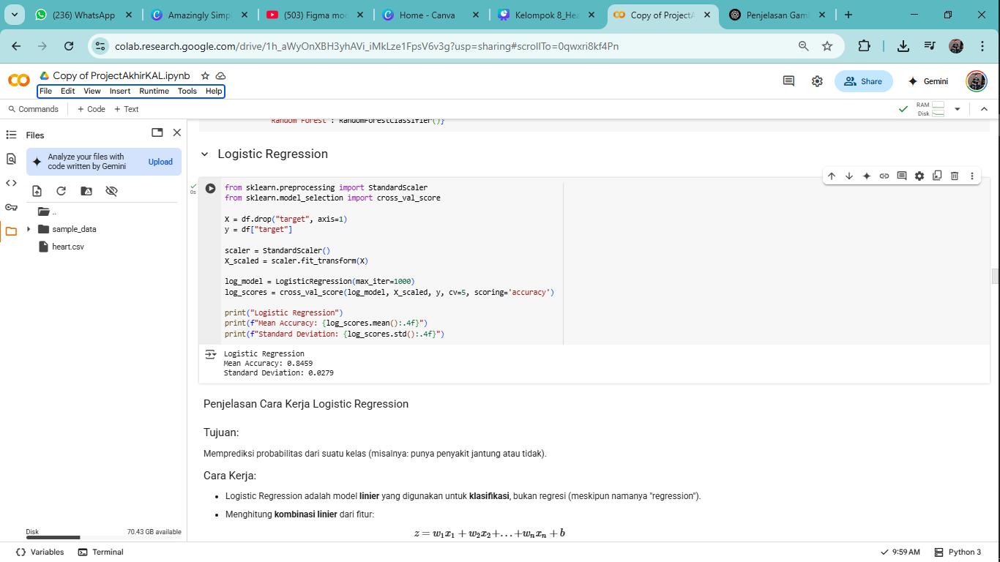 (236) WhatsApp
Amazingly Simpl
(503) Figma moc
Home - Canva
Kelompok 8_Hea
Copy of ProjectA
Penjelasan Gam
colab.research.google.com/drive/1h_aWyOnXBH3yhAVi_iMkLze1FpsV6v3g?usp=sharing#scrollTo=0qwxri8kf4Pn
Copy of ProjectAkhirKAL.ipynb
File Edit View Insert Runtime Tools Help
Share
Gemini
Commands + Code + Text
RAM
Disk
Files
Analyze your files with
code written by Gemini
Upload
..
sample_data
heart.csv
Disk 70.43 GB available
"Random Forest": RandomForestClassifier()}
Logistic Regression
0s
from sklearn.preprocessing import StandardScaler
from sklearn.model_selection import cross_val_score
X = df.drop("target", axis=1)
y = df["target"]
scaler = StandardScaler()
X_scaled = scaler.fit_transform(X)
log_model = LogisticRegression(max_iter=1000)
log_scores = cross_val_score(log_model, X_scaled, y, cv=5, scoring='accuracy')
print("Logistic Regression")
print(f"Mean Accuracy: {log_scores.mean():.4f}")
print(f"Standard Deviation: {log_scores.std():.4f}")
Logistic Regression
Mean Accuracy: 0.8459
Standard Deviation: 0.0279
Penjelasan Cara Kerja Logistic Regression
Tujuan:
Memprediksi probabilitas dari suatu kelas (misalnya: punya penyakit jantung atau tidak).
Cara Kerja:
• Logistic Regression adalah model linier yang digunakan untuk klasifikasi, bukan regresi (meskipun namanya "regression").
• Menghitung kombinasi linier dari fitur:
z = w₁x₁ + w₂x₂+...+wₙxₙ + b
Variables Terminal
9:59 AM Python 3